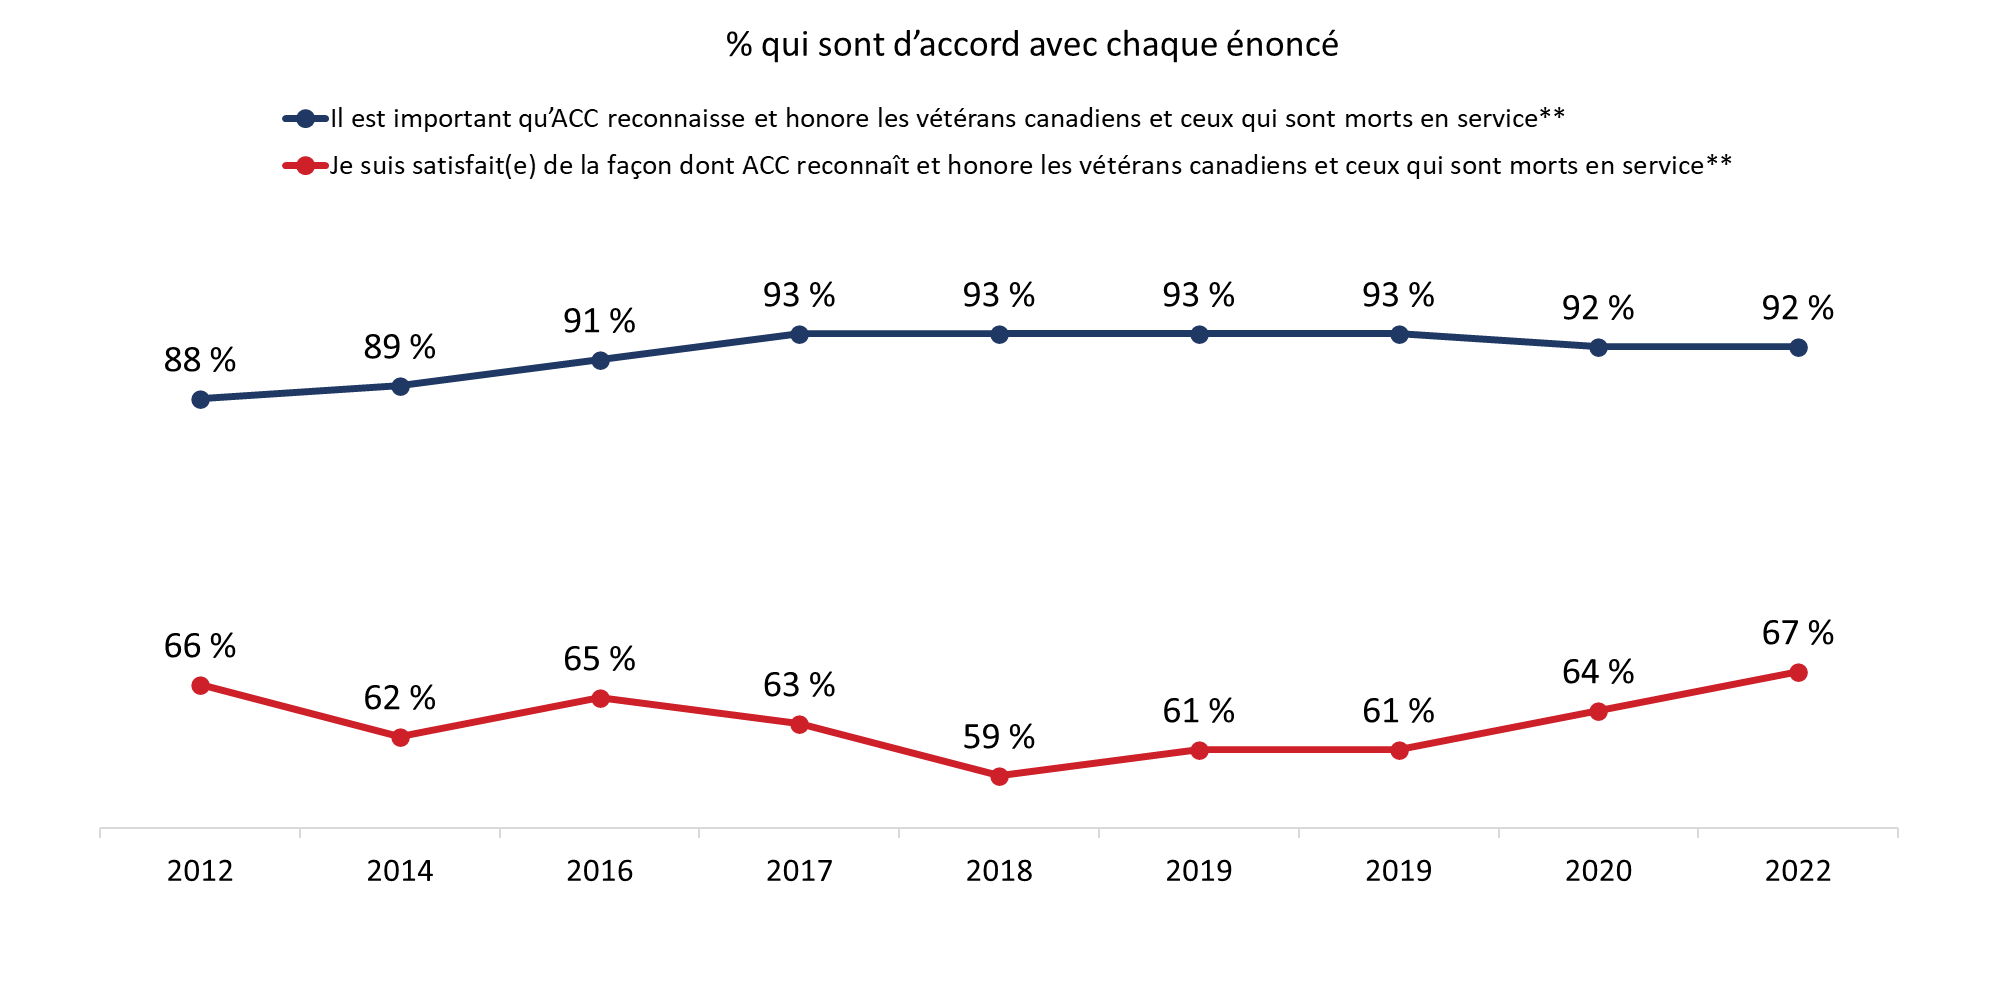 % qui sont d’accord avec chaque énoncé
Il est important qu’ACC reconnaisse et honore les vétérans canadiens et ceux qui sont morts en service**
Je suis satisfait(e) de la façon dont ACC reconnaît et honore les vétérans canadiens et ceux qui sont morts en service**
88 % 89 % 91 % 93 % 93 % 93 % 93 % 92 % 92 %
66 % 62 % 65 % 63 % 59 % 61 % 61 % 64 % 67 %
2012 2014 2016 2017 2018 2019 2019 2020 2022